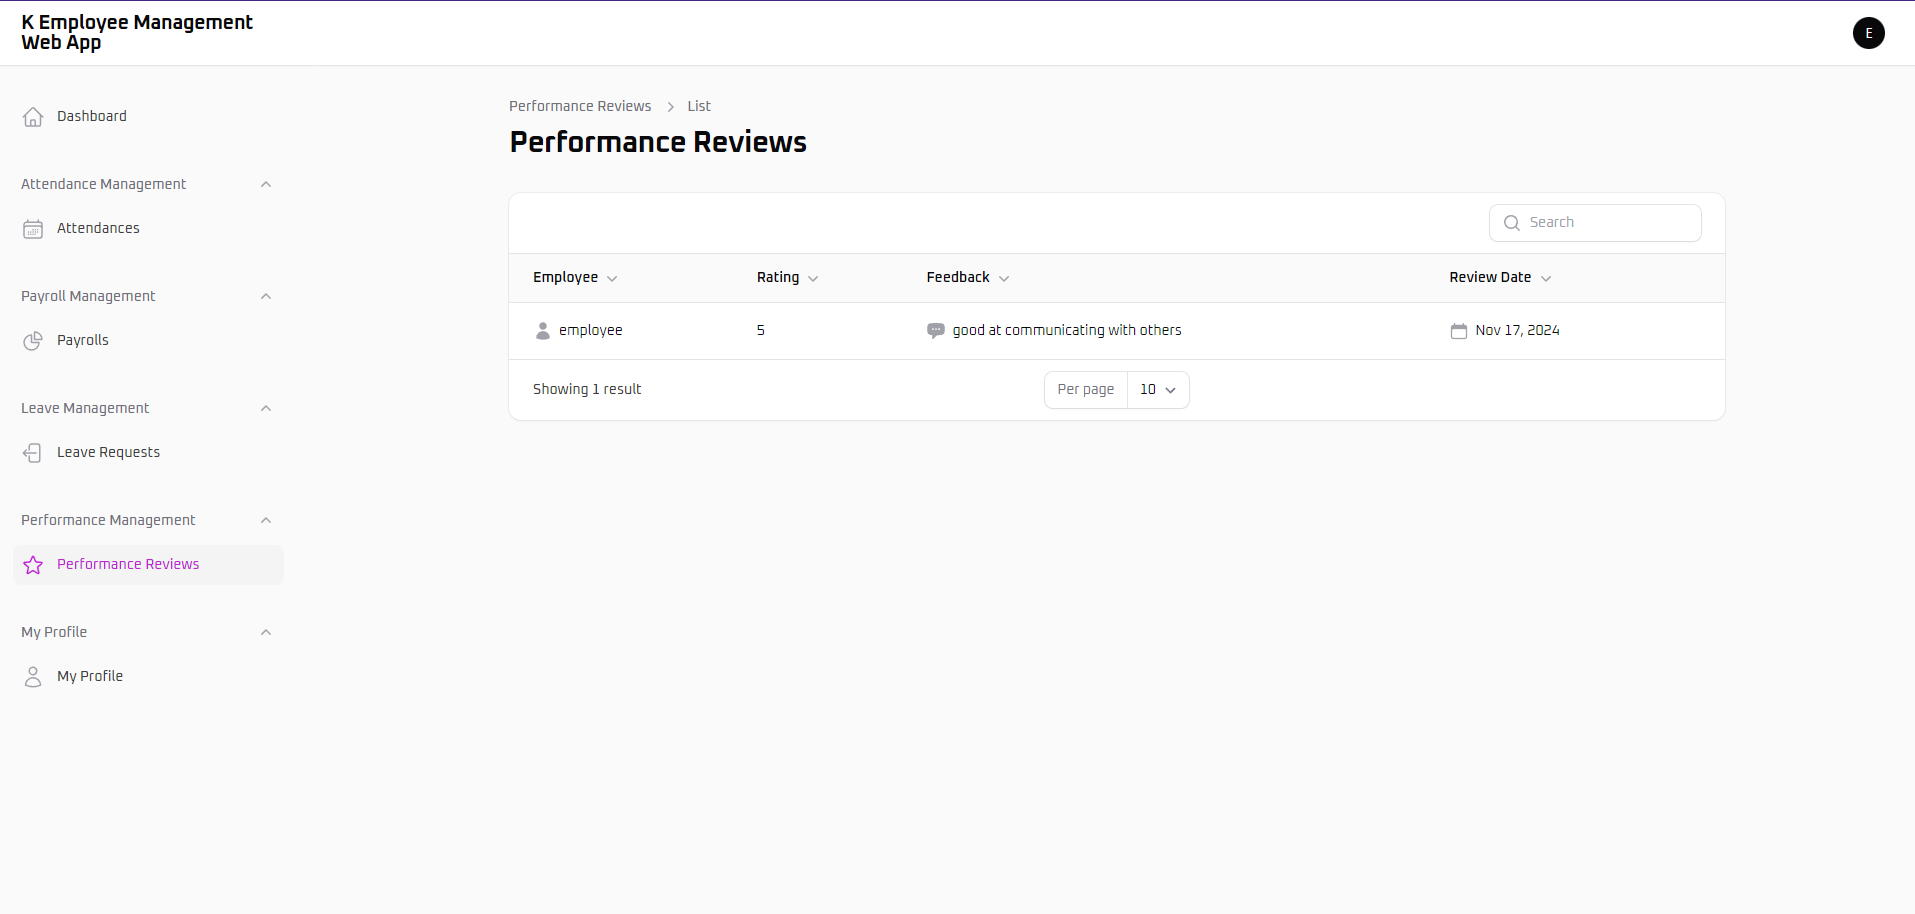 K Employee Management
Web App
E
Dashboard
Attendance Management
Attendances
Payroll Management
Payrolls
Leave Management
Leave Requests
Performance Management
Performance Reviews
My Profile
My Profile
Performance Reviews List
Performance Reviews
Search
Employee Rating Feedback Review Date
employee 5 good at communicating with others Nov 17, 2024
Showing 1 result Per page 10